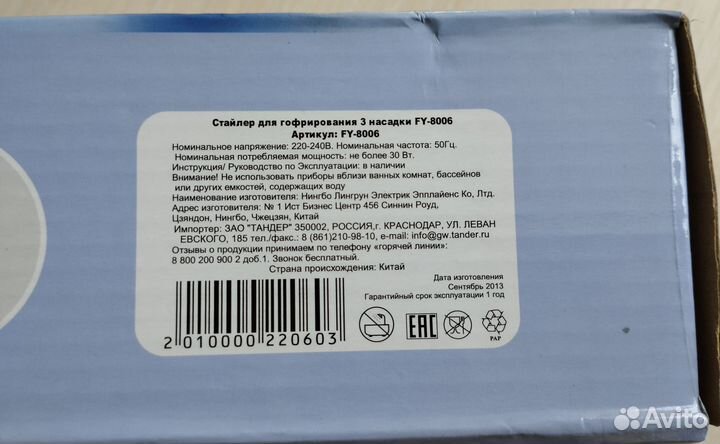 Стайлер для гофрирования 3 насадки FY-8006
Артикул: FY-8006
Номинальное напряжение: 220-240В. Номинальная частота: 50Гц.
Номинальная потребляемая мощность: не более 30 Вт.
Инструкция/ Руководство по Эксплуатации: в наличии
Внимание! Не использовать приборы вблизи ванных комнат, бассейнов
или других емкостей, содержащих воду
Наименование изготовителя: Нингбо Лингрун Электрик Эпплайенс Ко, Лтд.
Адрес изготовителя: № 1 Ист Бизнес Центр 456 Синнин Роуд,
Цзяндон, Нингбо, Чжецзян, Китай
Импортер: ЗАО "ТАНДЕР" 350002, РОССИЯ,г. КРАСНОДАР, УЛ. ЛЕВАН
ЕВСКОГО, 185 тел./факс.: 8 (861)210-98-10, e-mail: info@gw.tander.ru
Отзывы о продукции принимаем по телефону «горячей линии»:
8 800 200 900 2 доб.1. Звонок бесплатный.
Страна происхождения: Китай
Дата изготовления
Сентябрь 2013
Гарантийный срок эксплуатации 1 год
2 010000 220603
EAC
PAP
Avito